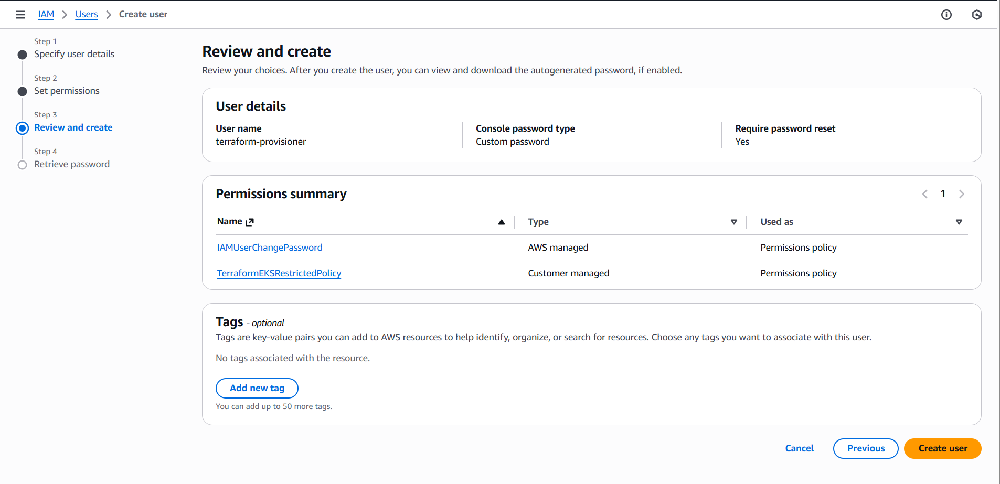 IAM > Users > Create user
Step 1
Specify user details
Step 2
Set permissions
Step 3
Review and create
Step 4
Retrieve password
Review and create
Review your choices. After you create the user, you can view and download the autogenerated password, if enabled.
User details
User name
terraform-provisioner
Console password type
Custom password
Require password reset
Yes
Permissions summary
1
Name Type Used as
IAMUserChangePassword AWS managed Permissions policy
TerraformEKSRestrictedPolicy Customer managed Permissions policy
Tags - optional
Tags are key-value pairs you can add to AWS resources to help identify, organize, or search for resources. Choose any tags you want to associate with this user.
No tags associated with the resource.
Add new tag
You can add up to 50 more tags.
Cancel Previous Create user